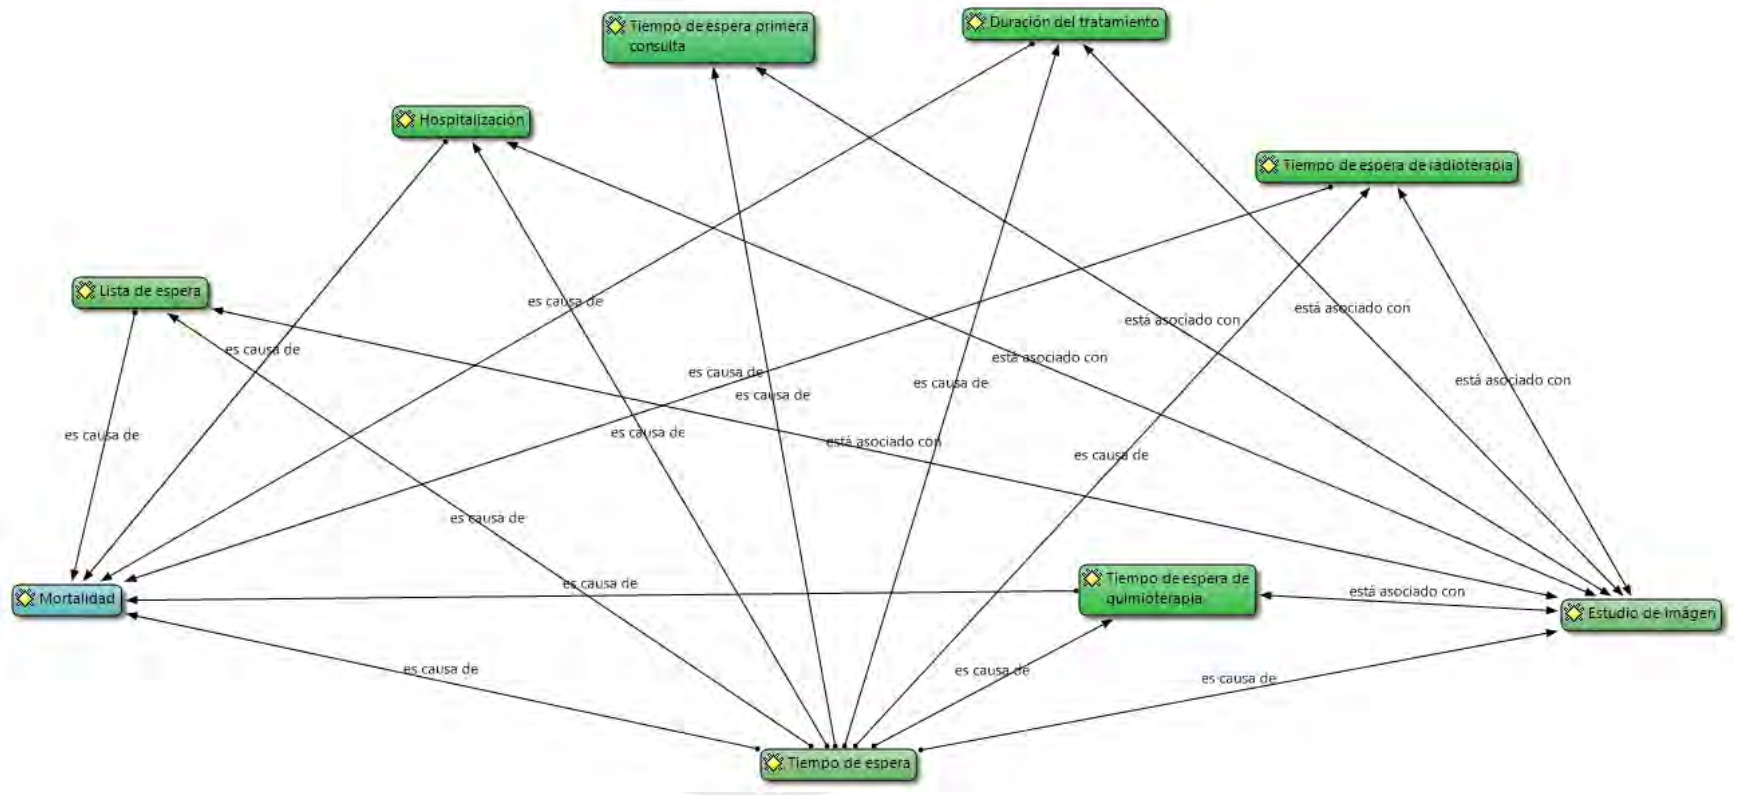 Tiempo de espera primera
consulta
Duración del tratamiento
Hospitalización
Tiempo de espera de radioterapia
Lista de espera
es causa de
está asociado con
está asociado con
es causa de
está asociado con
es causa de
está asociado con
es causa de
es causa de
es causa de
es causa de
está asociado con
es causa de
es causa de
es causa de
Tiempo de espera de
quimioterapia
está asociado con
Mortalidad
Estudio de Imágen
es causa de
es causa de
es causa de
Tiempo de espera